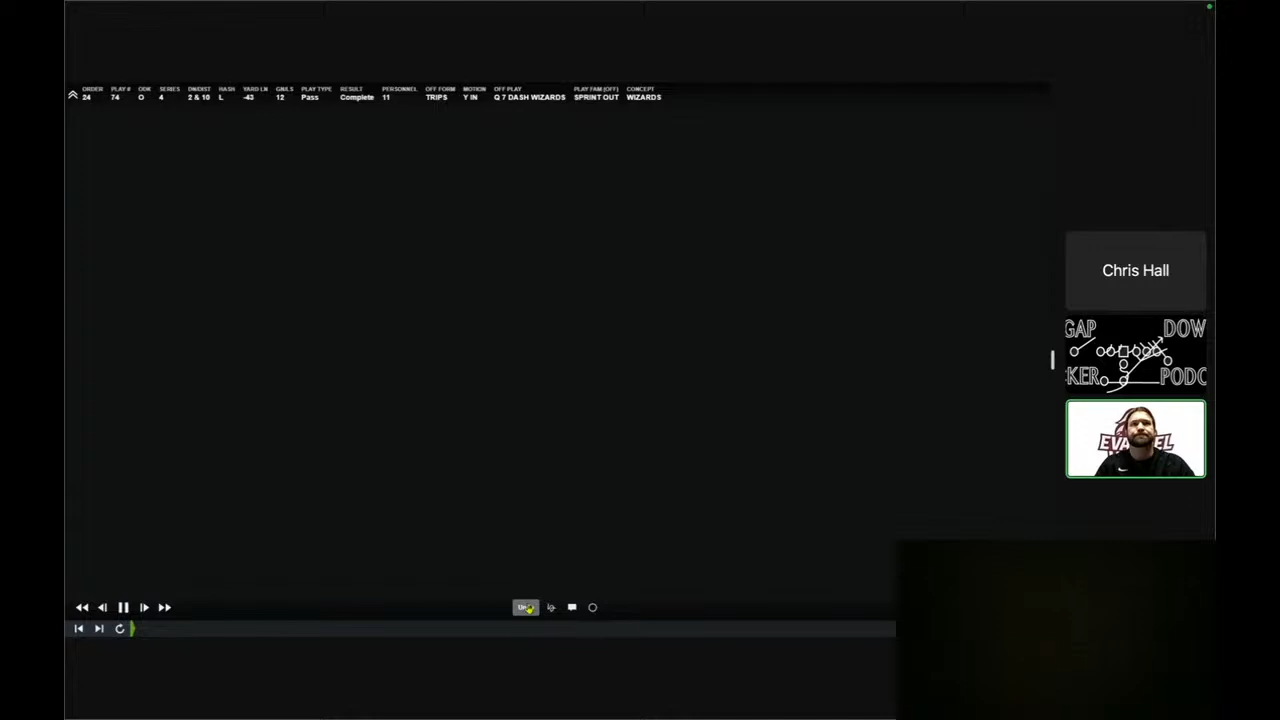 ORDER PLAY # ODK SERIES DN/DIST HASH YARD LN GN/LS PLAY TYPE RESULT PERSONNEL OFF FORM MOTION OFF PLAY PLAY FAM (OFF) CONCEPT
24 74 O 4 2 & 10 L -43 12 Pass Complete 11 TRIPS Y IN Q 7 DASH WIZARDS SPRINT OUT WIZARDS
Chris Hall
GAP DOW
KER PODC